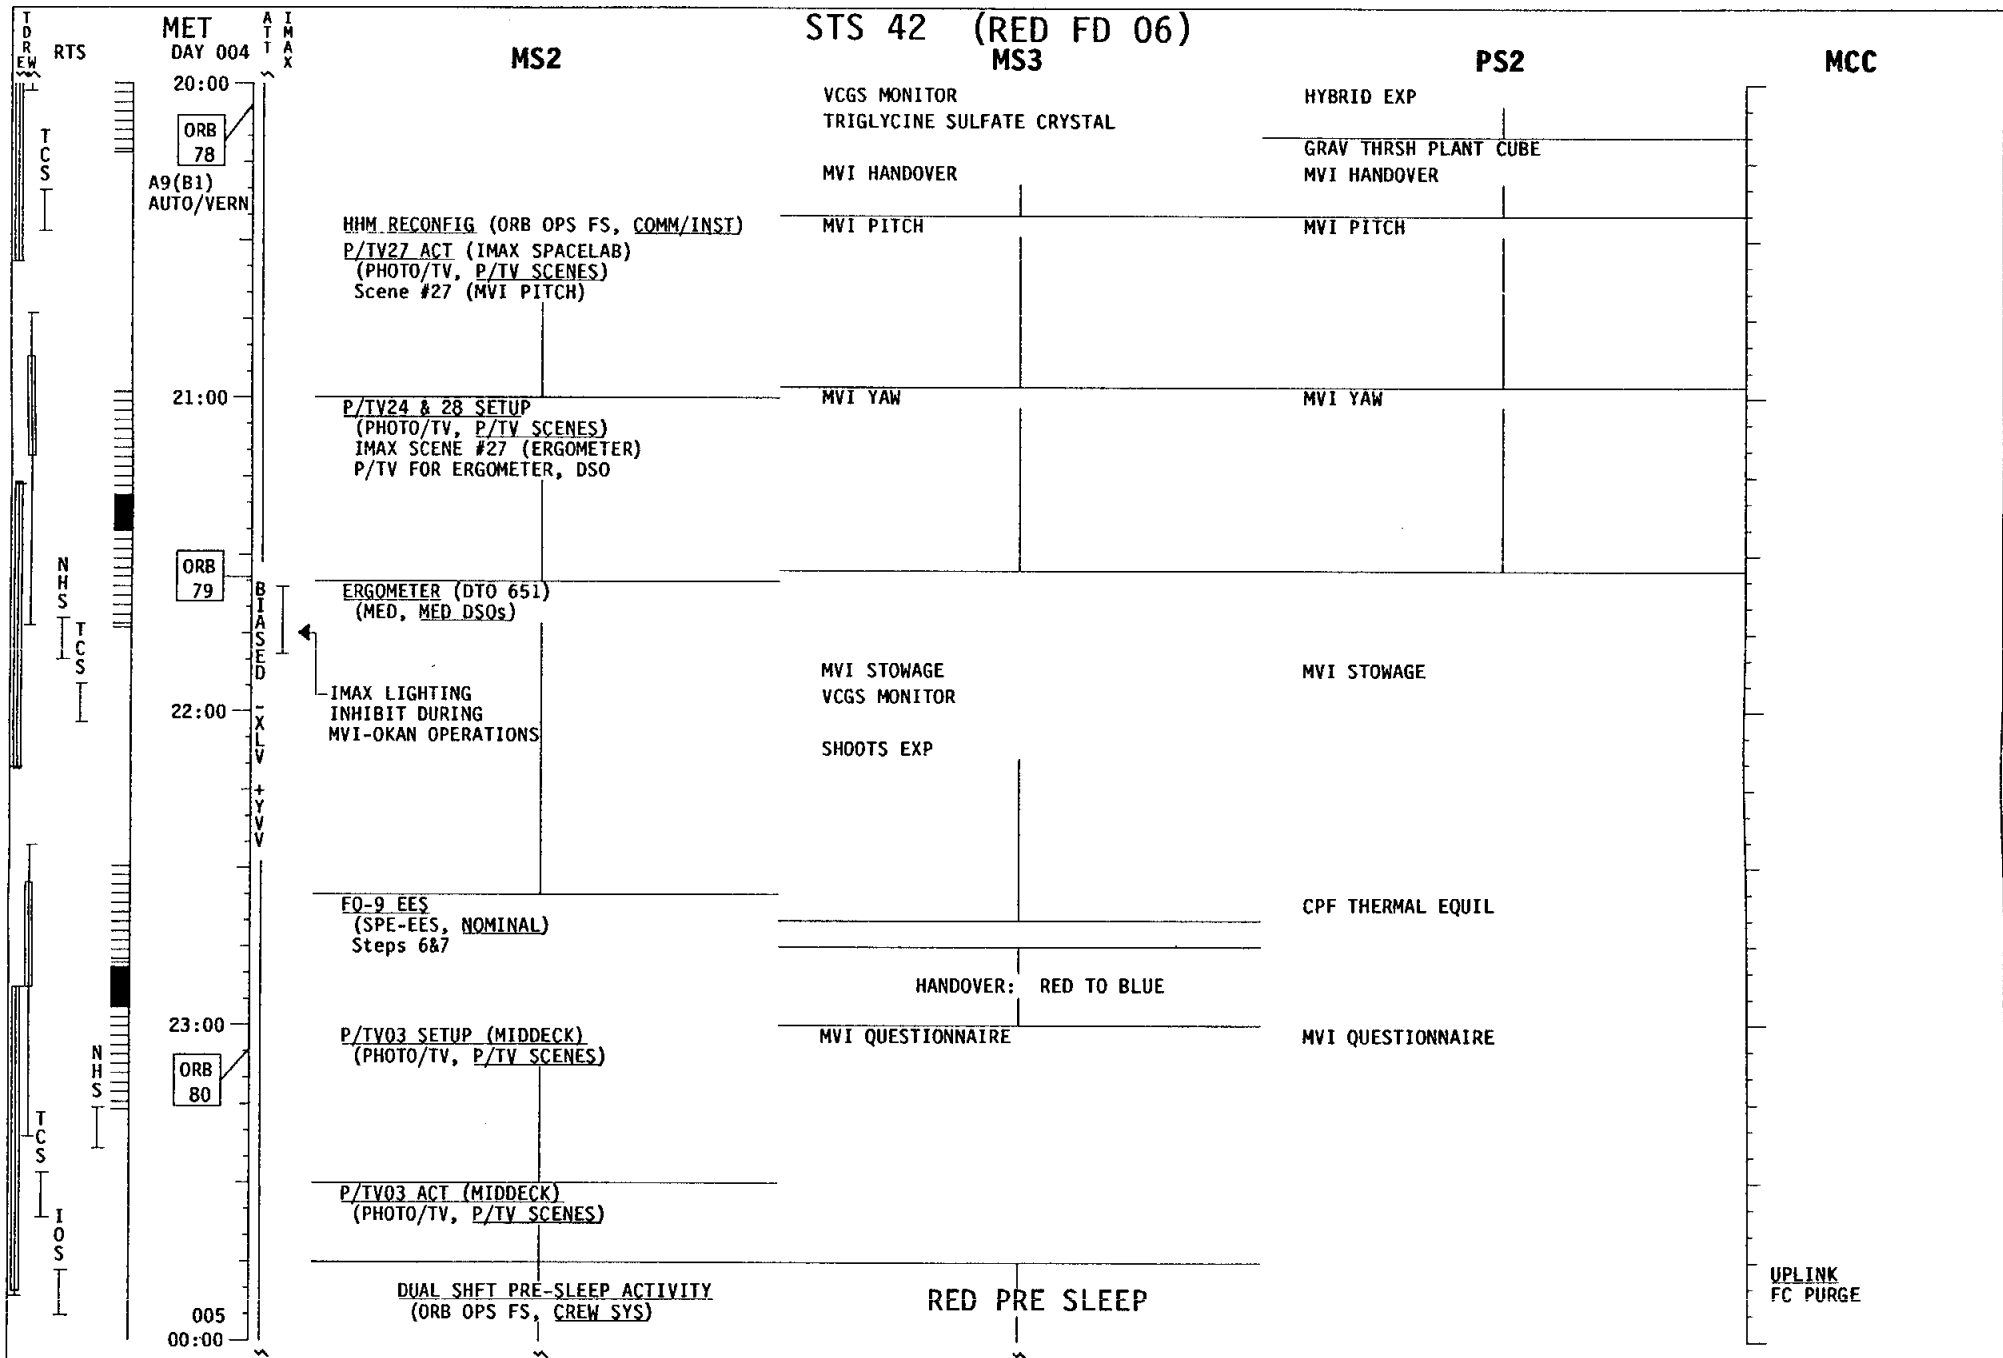 STS 42 (RED FD 06)
TDRE W
RTS
MET
DAY 004
ATT
IMAX
MS2
MS3
PS2
MCC
20:00
ORB
78
TCS
A9(B1)
AUTO/VERN
21:00
ORB
79
NHS
TCS
22:00
BIASED -XLV +YVV
23:00
ORB
80
NHS
TCS
IOS
005
00:00
HHM RECONFIG (ORB OPS FS, COMM/INST)
P/TV27 ACT (IMAX SPACELAB)
(PHOTO/TV, P/TV SCENES)
Scene #27 (MVI PITCH)
P/TV24 & 28 SETUP
(PHOTO/TV, P/TV SCENES)
IMAX SCENE #27 (ERGOMETER)
P/TV FOR ERGOMETER, DSO
ERGOMETER (DTO 651)
(MED, MED DSOs)
IMAX LIGHTING
INHIBIT DURING
MVI-OKAN OPERATIONS
FO-9 EES
(SPE-EES, NOMINAL)
Steps 6&7
P/TV03 SETUP (MIDDECK)
(PHOTO/TV, P/TV SCENES)
P/TV03 ACT (MIDDECK)
(PHOTO/TV, P/TV SCENES)
DUAL SHFT PRE-SLEEP ACTIVITY
(ORB OPS FS, CREW SYS)
VCGS MONITOR
TRIGLYCINE SULFATE CRYSTAL
MVI HANDOVER
MVI PITCH
MVI YAW
MVI STOWAGE
VCGS MONITOR
SHOOTS EXP
HANDOVER: RED TO BLUE
MVI QUESTIONNAIRE
RED PRE SLEEP
HYBRID EXP
GRAV THRSH PLANT CUBE
MVI HANDOVER
MVI PITCH
MVI YAW
MVI STOWAGE
CPF THERMAL EQUIL
MVI QUESTIONNAIRE
UPLINK
FC PURGE